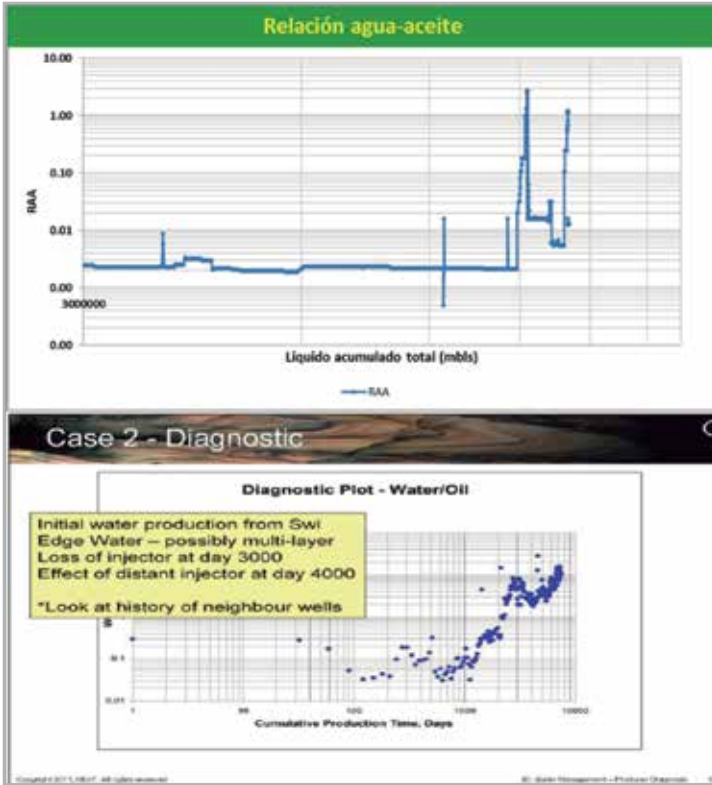 Relación agua-aceite
10.00
1.00
0.10
0.01
0.00
3000000
0.00
RAA
Líquido acumulado total (mbls)
RAA
Case 2 - Diagnostic
Diagnostic Plot - Water/Oil
Initial water production from Swi
Edge Water – possibly multi-layer
Loss of injector at day 3000
Effect of distant injector at day 4000
*Look at history of neighbour wells
0.1
0.01
1
100
1000
10000
Cumulative Production Time, Days